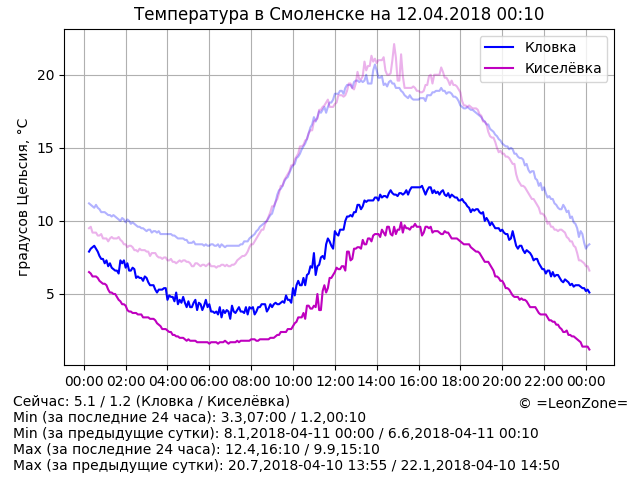 Температура в Смоленске на 12.04.2018 00:10
Кловка
Киселёвка
градусов Цельсия, °C
20
15
10
5
00:00 02:00 04:00 06:00 08:00 10:00 12:00 14:00 16:00 18:00 20:00 22:00 00:00
Сейчас: 5.1 / 1.2 (Кловка / Киселёвка)
© =LeonZone=
Min (за последние 24 часа): 3.3,07:00 / 1.2,00:10
Min (за предыдущие сутки): 8.1,2018-04-11 00:00 / 6.6,2018-04-11 00:10
Max (за последние 24 часа): 12.4,16:10 / 9.9,15:10
Max (за предыдущие сутки): 20.7,2018-04-10 13:55 / 22.1,2018-04-10 14:50